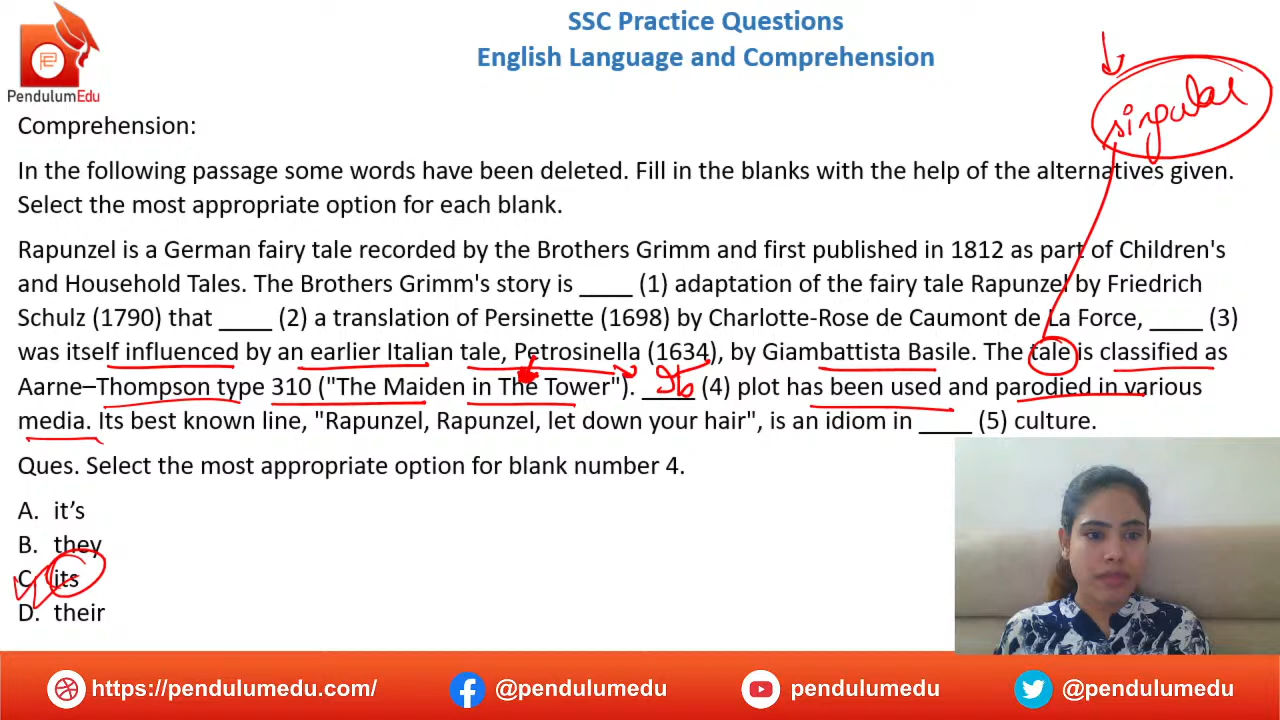 SSC Practice Questions
English Language and Comprehension
PendulumEdu
singular
Comprehension:
In the following passage some words have been deleted. Fill in the blanks with the help of the alternatives given.
Select the most appropriate option for each blank.
Rapunzel is a German fairy tale recorded by the Brothers Grimm and first published in 1812 as part of Children's
and Household Tales. The Brothers Grimm's story is ____ (1) adaptation of the fairy tale Rapunzel by Friedrich
Schulz (1790) that ____ (2) a translation of Persinette (1698) by Charlotte-Rose de Caumont de La Force, ____ (3)
was itself influenced by an earlier Italian tale, Petrosinella (1634), by Giambattista Basile. The tale is classified as
Aarne–Thompson type 310 ("The Maiden in The Tower"). ____ (4) plot has been used and parodied in various
media. Its best known line, "Rapunzel, Rapunzel, let down your hair", is an idiom in ____ (5) culture.
Ques. Select the most appropriate option for blank number 4.
A. it's
B. they
C. its
D. their
https://pendulumedu.com/ @pendulumedu pendulumedu @pendulumedu